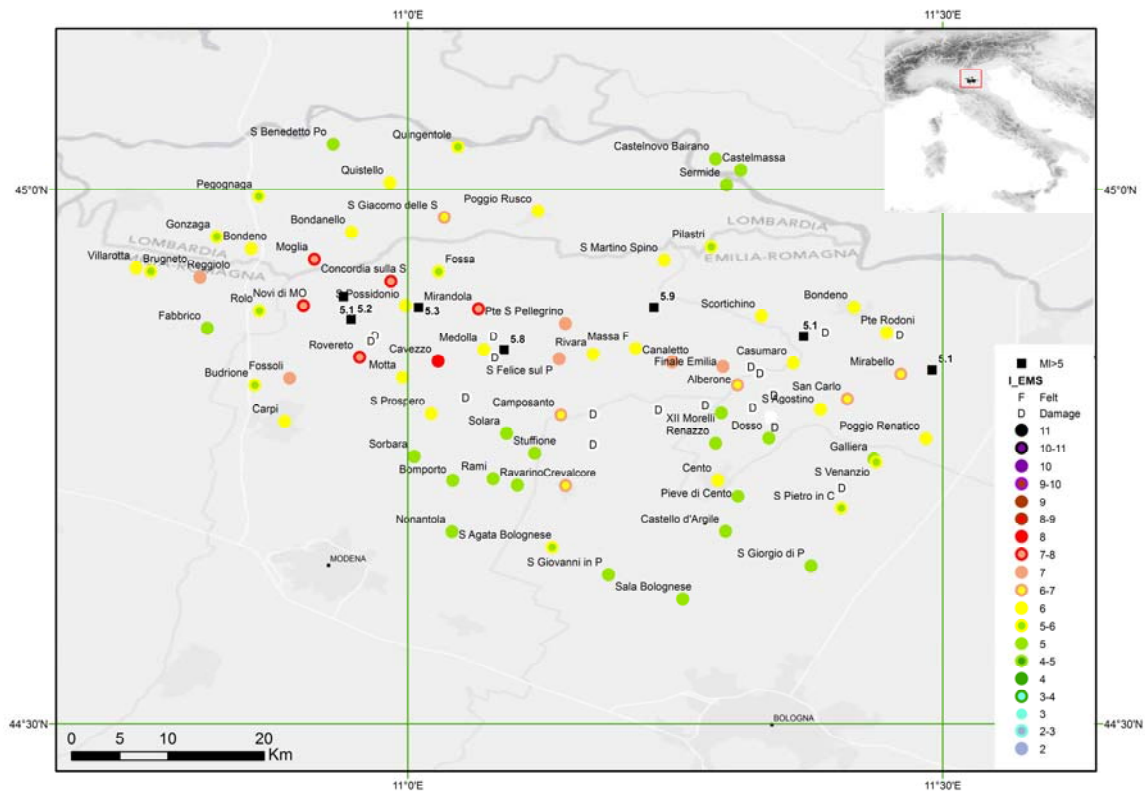 11°0'E
11°30'E
S Benedetto Po
Quingentole
Castelnovo Bairano
Castelmassa
45°0'N
Quistello
Sermide
45°0'N
Pegognaga
S Giacomo delle S
Poggio Rusco
Gonzaga
Bondeno
Bondanello
LOMBARDIA
EMILIA-ROMAGNA
Pilastri
LOMBARDIA
EMILIA-ROMAGNA
Villarotta
Brugneto
Reggiolo
Moglia
Concordia sulla S
Fossa
S Martino Spino
Rolo
Novi di MO
S Possidonio
Mirandola
5.9
Bondeno
Fabbrico
5.1
5.2
5.3
Pte S Pellegrino
Scortichino
5.1
Pte Rodoni
Rovereto
D
D
Medolla
D
5.8
Rivara
Massa F
D
D
Fossoli
Motta
Cavezzo
D
S Felice sul P
Canaletto
Finale Emilia
Casumaro
Mirabello
5.1
Budrione
Alberone
D
D
San Carlo
Carpi
S Prospero
D
Camposanto
D
D
D
D
S Agostino
Solara
XII Morelli
Dosso
D
Poggio Renatico
Sorbara
Stuffione
D
Renazzo
Galliera
Bomporto
Rami
Ravarino
Crevalcore
Cento
S Venanzio
Pieve di Cento
S Pietro in C
D
Nonantola
S Agata Bolognese
Castello d'Argile
S Giovanni in P
S Giorgio di P
MODENA
Sala Bolognese
44°30'N
BOLOGNA
44°30'N
0 5 10 20
Km
11°0'E
11°30'E
Ml>5
I_EMS
F Felt
D Damage
11
10-11
10
9-10
9
8-9
8
7-8
7
6-7
6
5-6
5
4-5
4
3-4
3
2-3
2